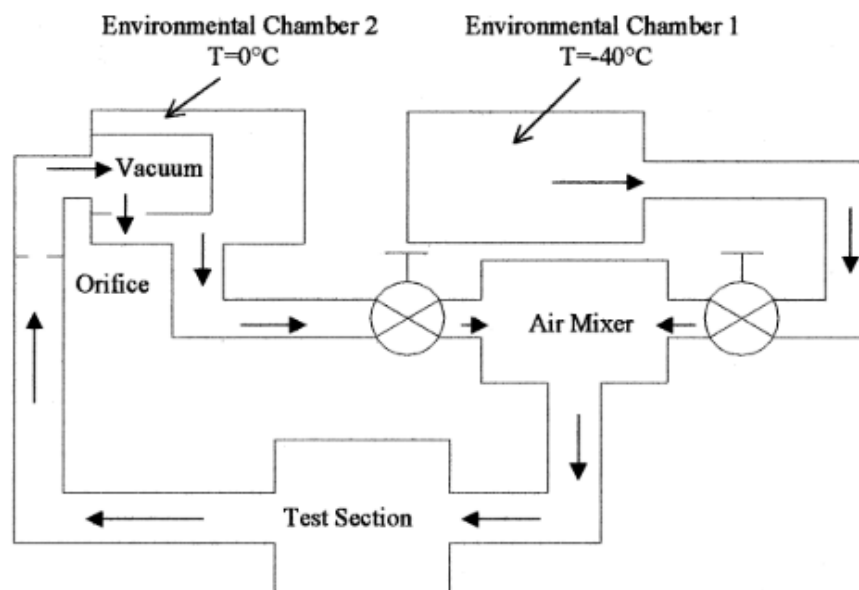 Environmental Chamber 2
T=0°C
Environmental Chamber 1
T=-40°C
Vacuum
Orifice
Air Mixer
Test Section